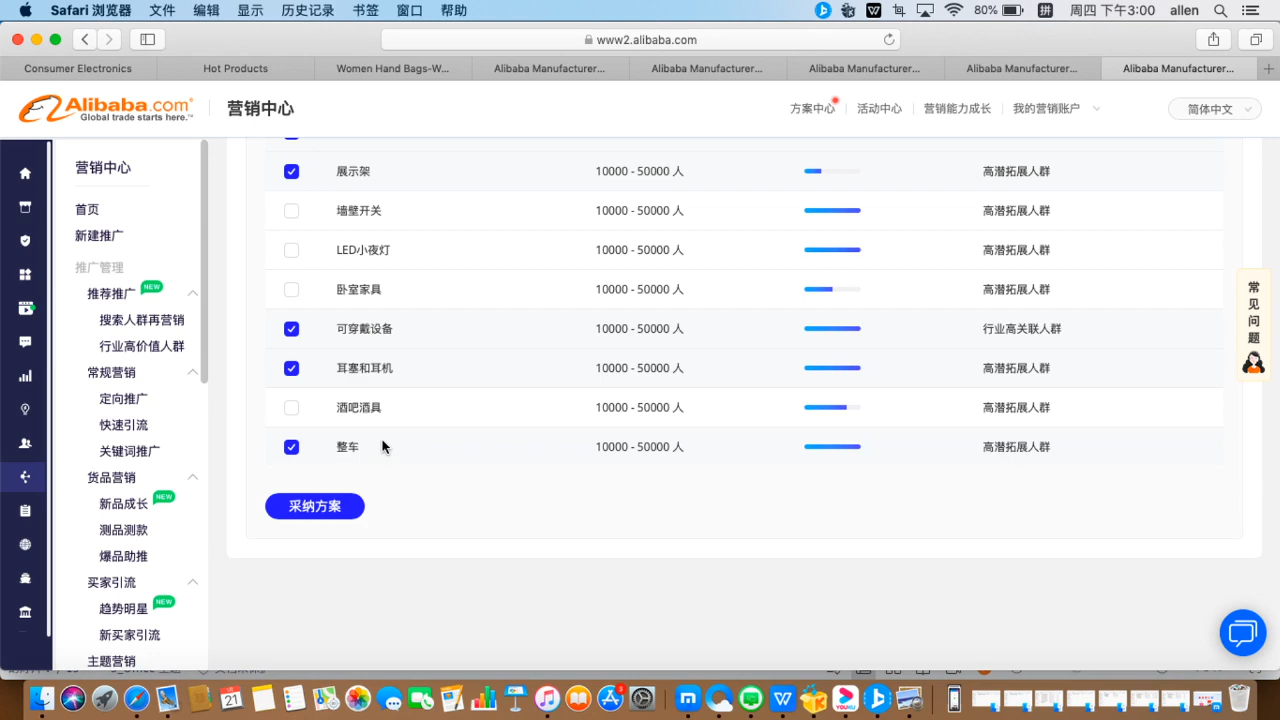 Safari 浏览器 文件 编辑 显示 历史记录 书签 窗口 帮助 80% 拼 周四 下午3:00 allen
www2.alibaba.com
Consumer Electronics Hot Products Women Hand Bags-W... Alibaba Manufacturer... Alibaba Manufacturer... Alibaba Manufacturer... Alibaba Manufacturer... Alibaba Manufacturer...
Alibaba.com 营销中心 方案中心 活动中心 营销能力成长 我的营销账户 简体中文
Global trade starts here.™
营销中心
首页
新建推广
推广管理
推荐推广 NEW
搜索人群再营销
行业高价值人群
常规营销
定向推广
快速引流
关键词推广
货品营销
新品成长 NEW
测品测款
爆品助推
买家引流
趋势明星 NEW
新买家引流
主题营销
展示架 10000 - 50000 人 高潜拓展人群
墙壁开关 10000 - 50000 人 高潜拓展人群
LED小夜灯 10000 - 50000 人 高潜拓展人群
卧室家具 10000 - 50000 人 高潜拓展人群
可穿戴设备 10000 - 50000 人 行业高关联人群
耳塞和耳机 10000 - 50000 人 高潜拓展人群
酒吧酒具 10000 - 50000 人 高潜拓展人群
整车 10000 - 50000 人 高潜拓展人群
采纳方案
常见问题